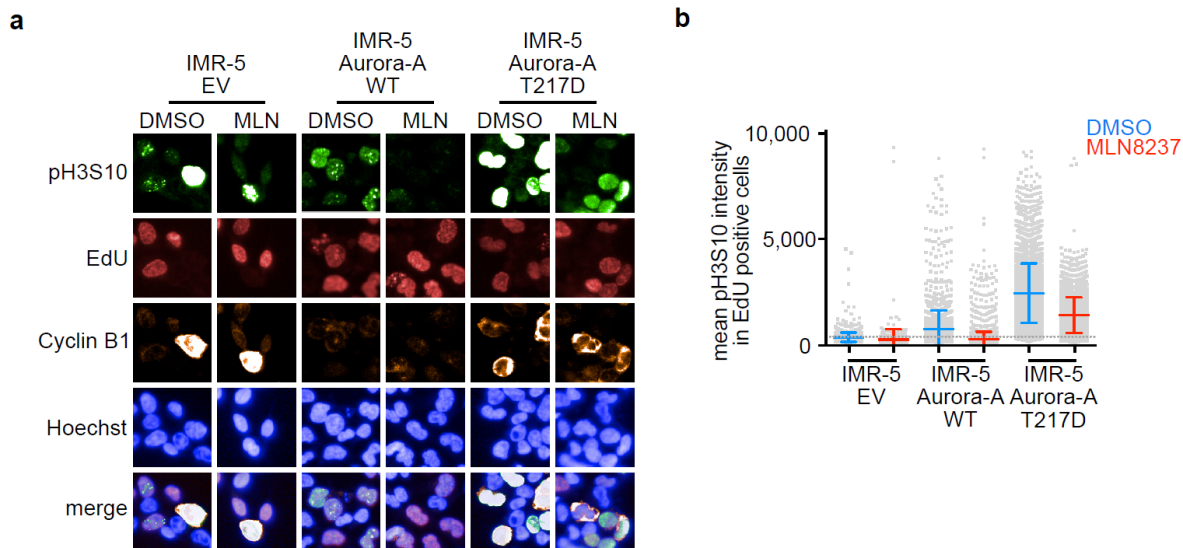 a
IMR-5
EV
IMR-5
Aurora-A
WT
IMR-5
Aurora-A
T217D
DMSO MLN DMSO MLN DMSO MLN
pH3S10
EdU
Cyclin B1
Hoechst
merge
b
DMSO
MLN8237
mean pH3S10 intensity
in EdU positive cells
10,000
5,000
0
IMR-5
EV
IMR-5
Aurora-A
WT
IMR-5
Aurora-A
T217D